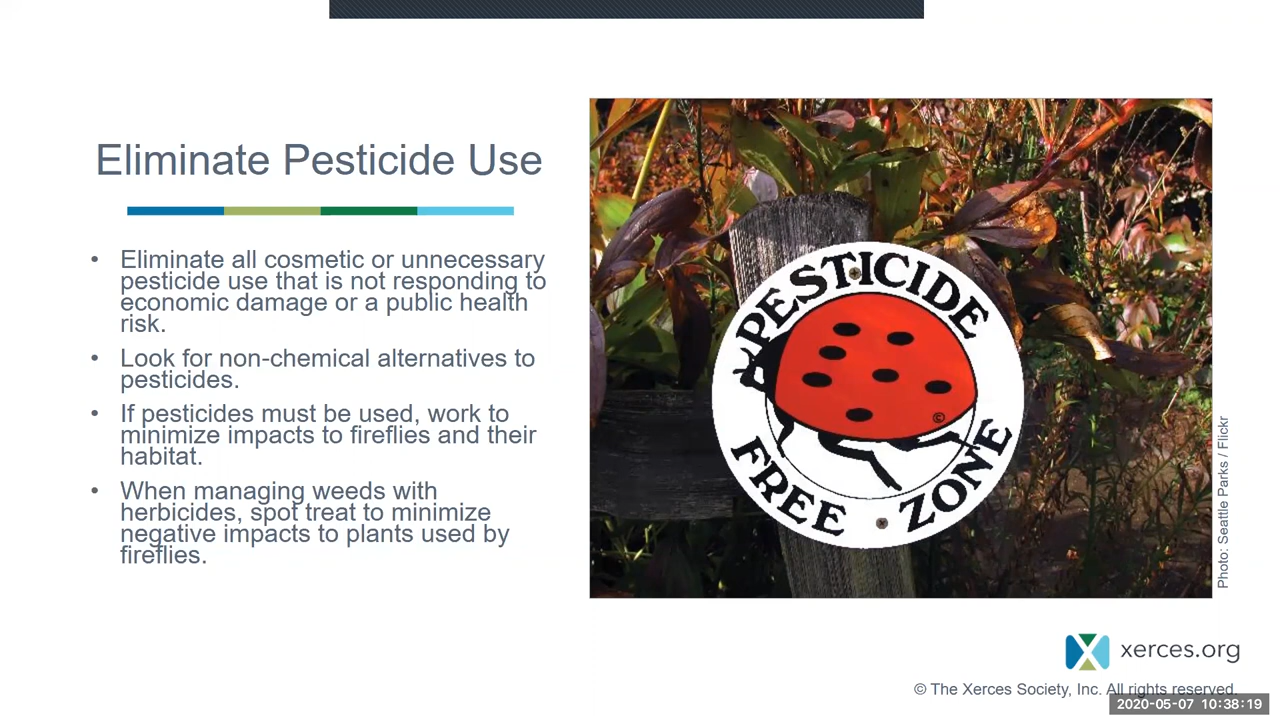 Eliminate Pesticide Use
• Eliminate all cosmetic or unnecessary
pesticide use that is not responding to
economic damage or a public health
risk.
• Look for non-chemical alternatives to
pesticides.
• If pesticides must be used, work to
minimize impacts to fireflies and their
habitat.
• When managing weeds with
herbicides, spot treat to minimize
negative impacts to plants used by
fireflies.
PESTICIDE
©
FREE ZONE
Photo: Seattle Parks / Flickr
xerces.org
© The Xerces Society, Inc. All rights reserved.
2020-05-07 10:38:19